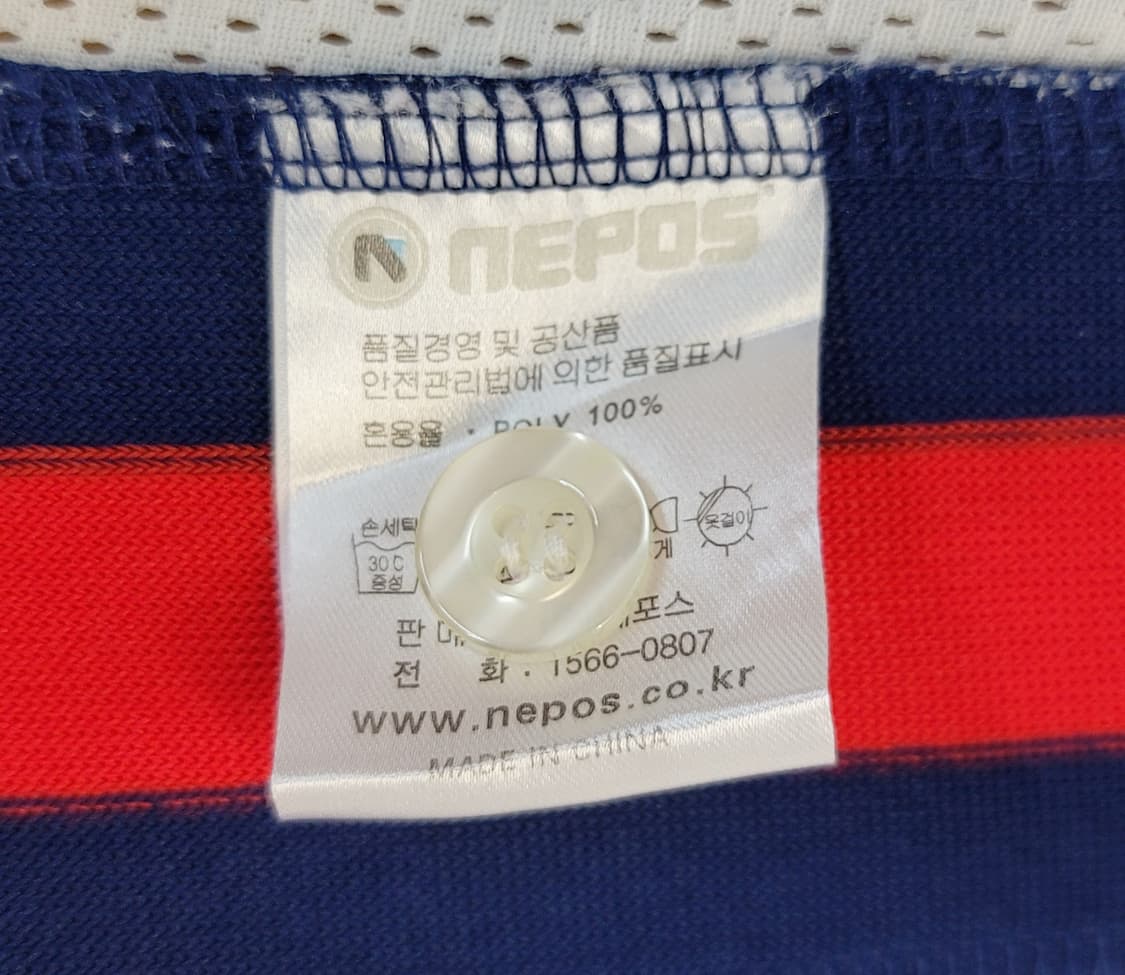 NEPOS
품질경영 및 공산품
안전관리법에 의한 품질표시
혼용율 : POLY 100%
손세탁
30 C
중성
게
옷걸이
판
포스
전 화 : 1566-0807
www.nepos.co.kr
MADE IN CHINA